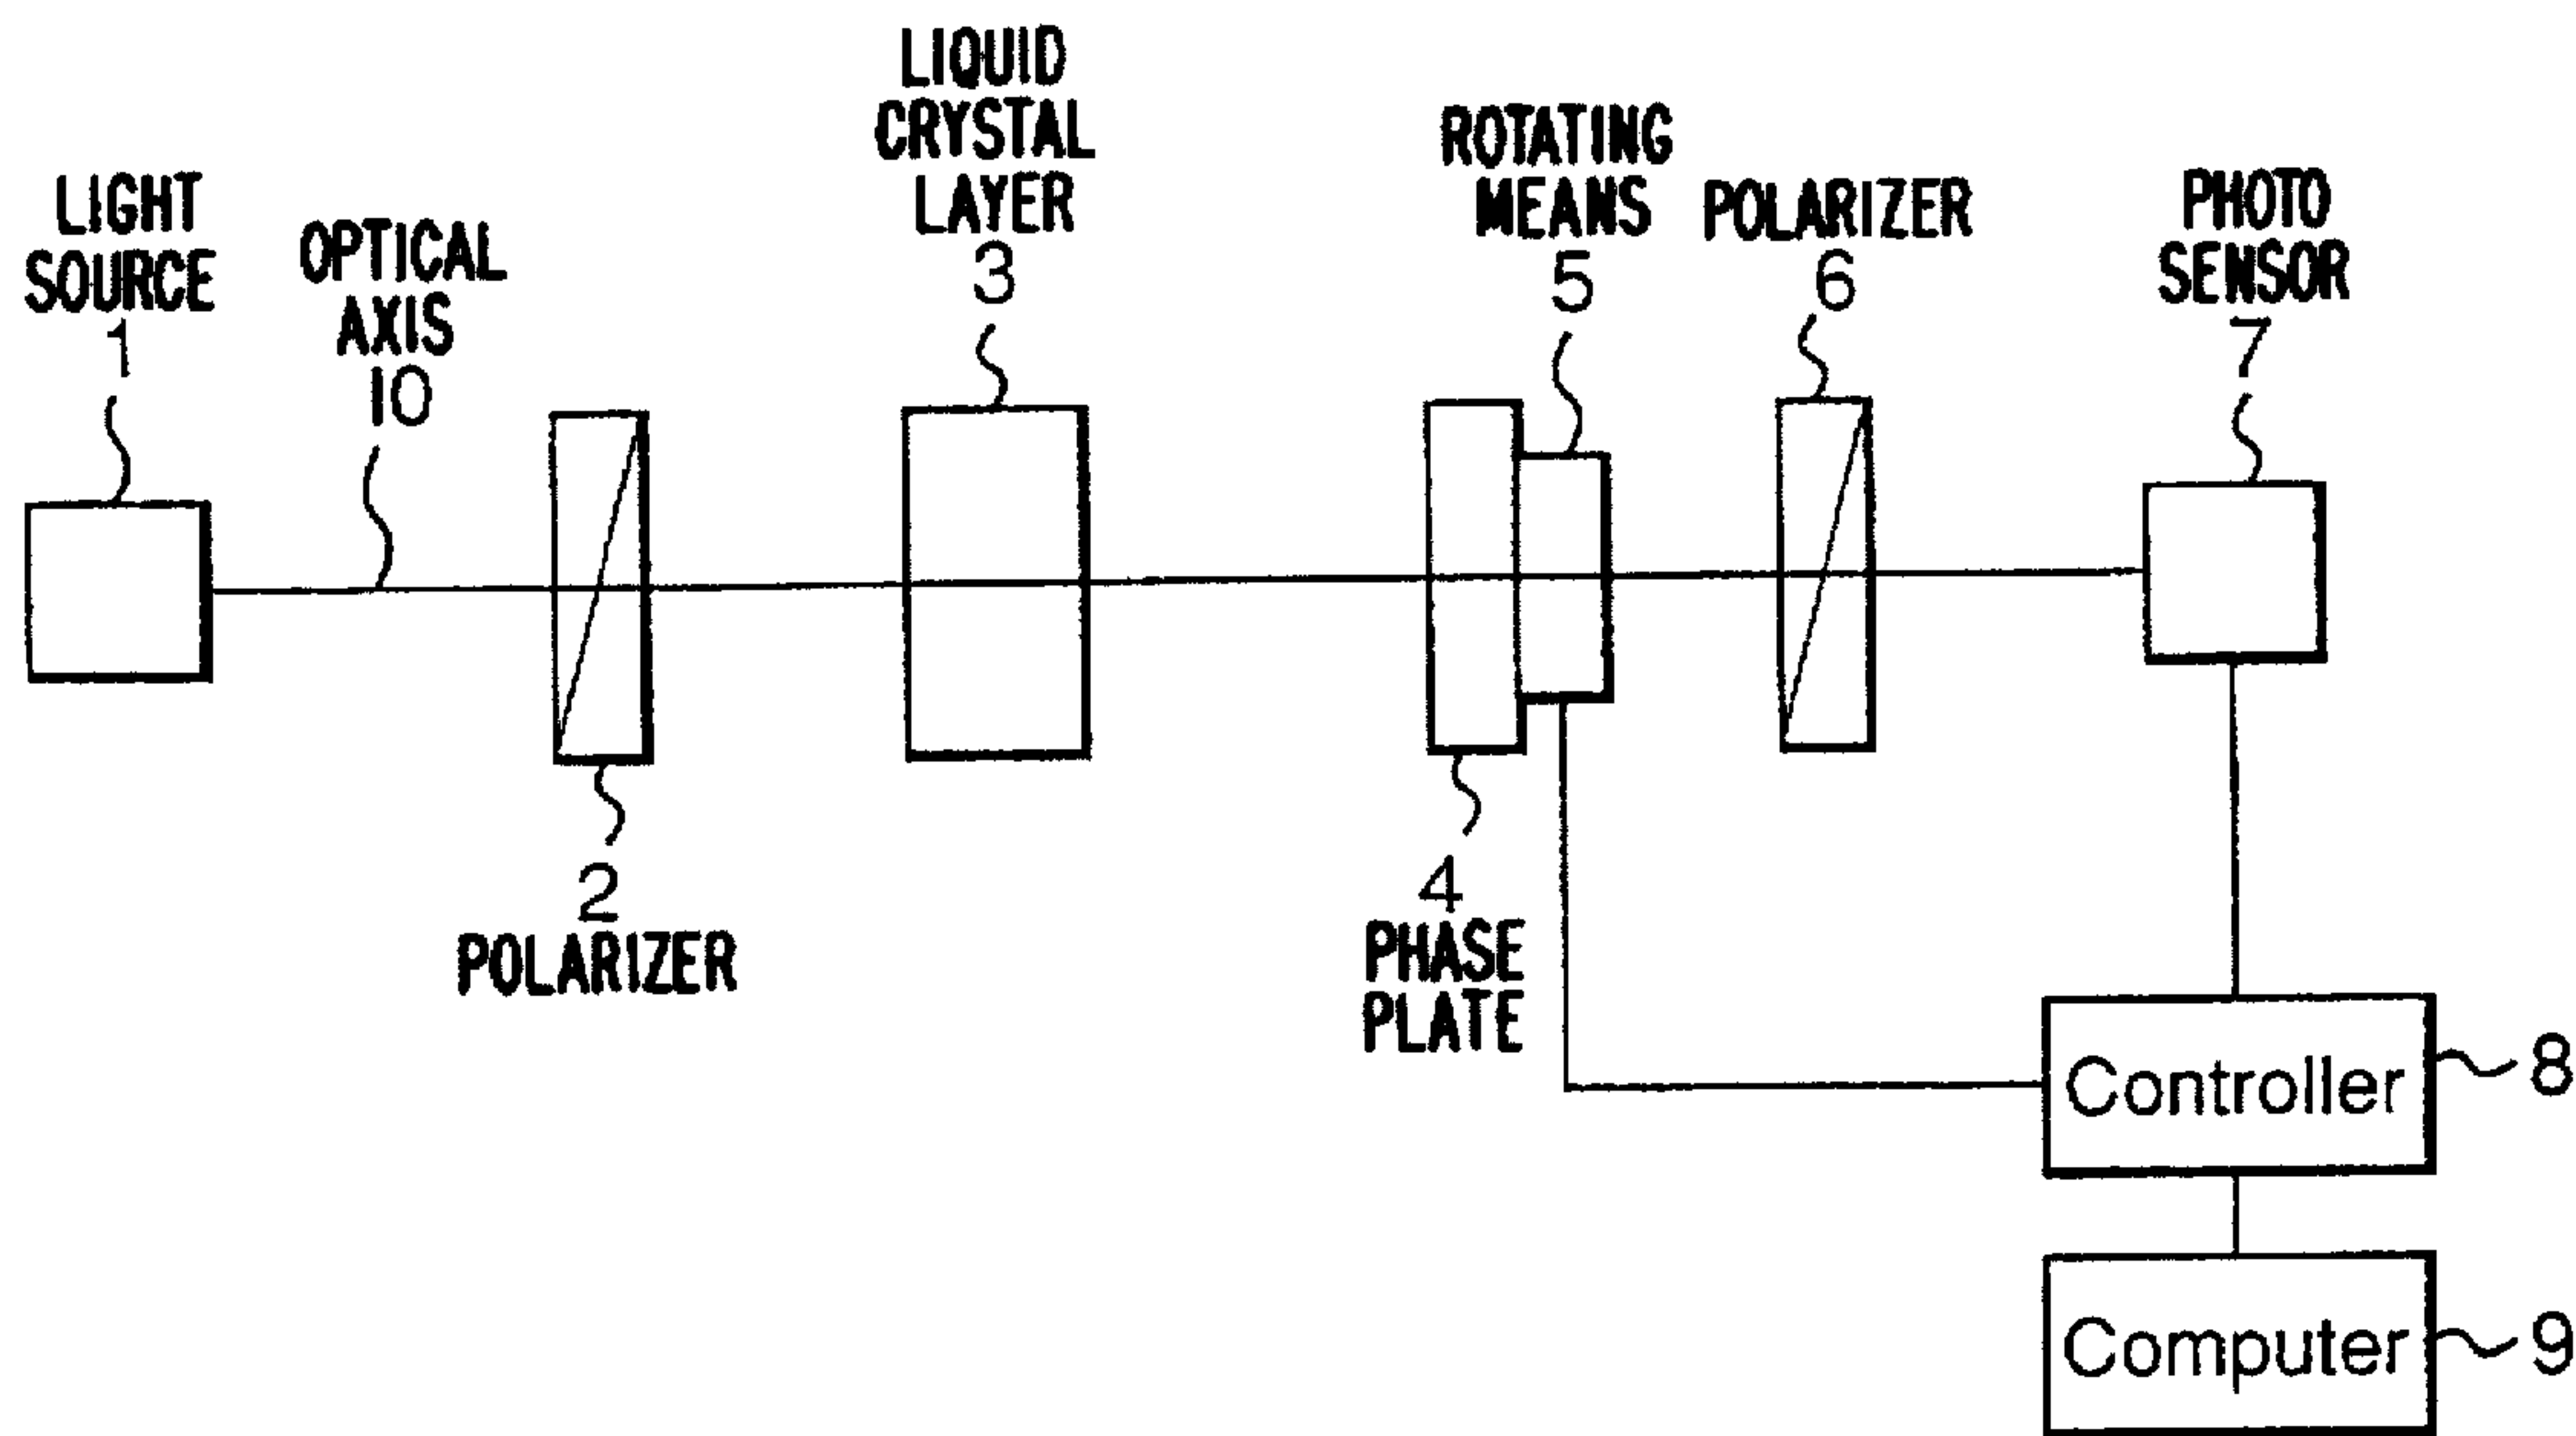 LIGHT
SOURCE
1
OPTICAL
AXIS
10
LIQUID
CRYSTAL
LAYER
3
ROTATING
MEANS
5
POLARIZER
6
PHOTO
SENSOR
7
2
POLARIZER
4
PHASE
PLATE
Controller 8
Computer 9